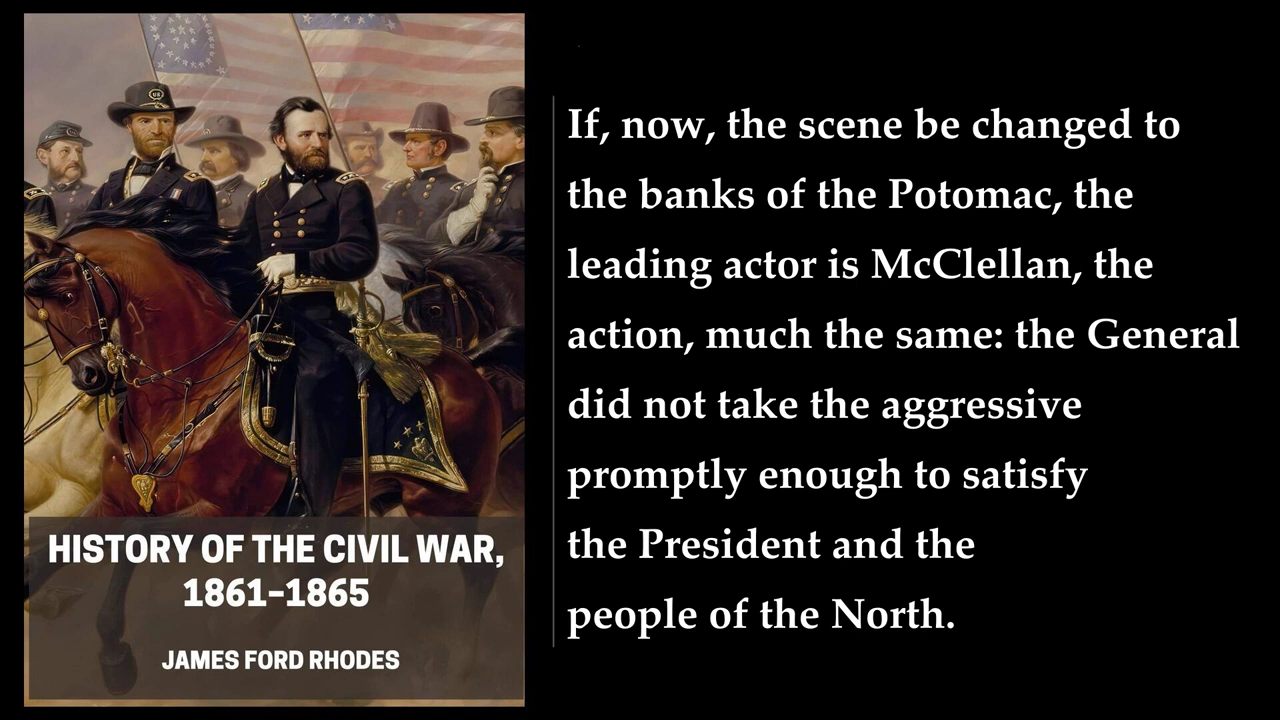 HISTORY OF THE CIVIL WAR,
1861–1865
JAMES FORD RHODES
If, now, the scene be changed to
the banks of the Potomac, the
leading actor is McClellan, the
action, much the same: the General
did not take the aggressive
promptly enough to satisfy
the President and the
people of the North.